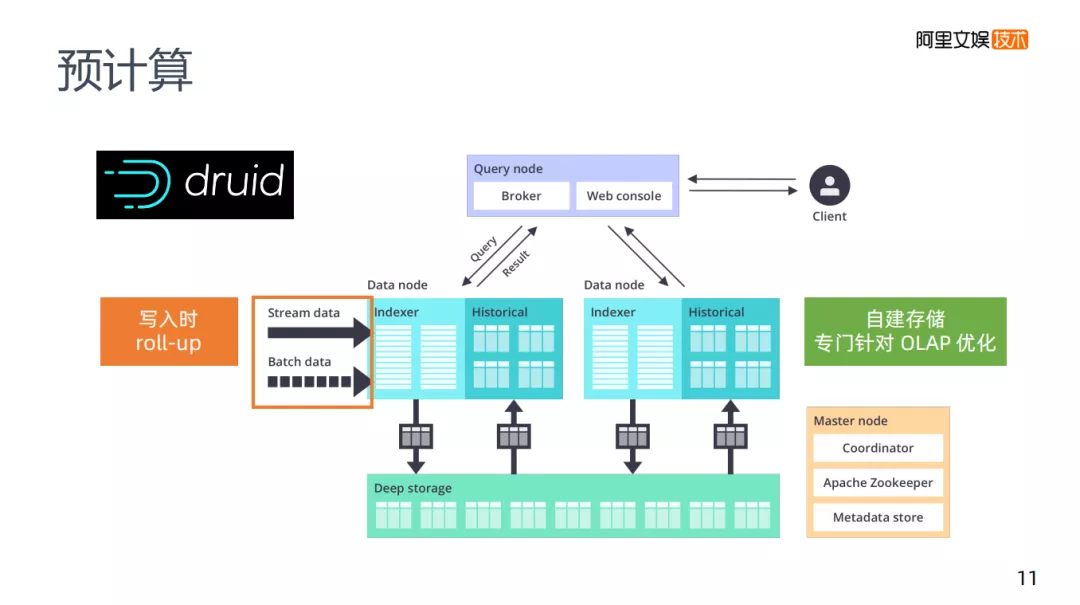 预计算
阿里文娱技术
druid
Query node
Broker
Web console
Client
Query
Result
Data node
Data node
写入时
roll-up
Stream data
Batch data
Indexer
Historical
Indexer
Historical
自建存储
专门针对 OLAP 优化
Deep storage
Master node
Coordinator
Apache Zookeeper
Metadata store
11